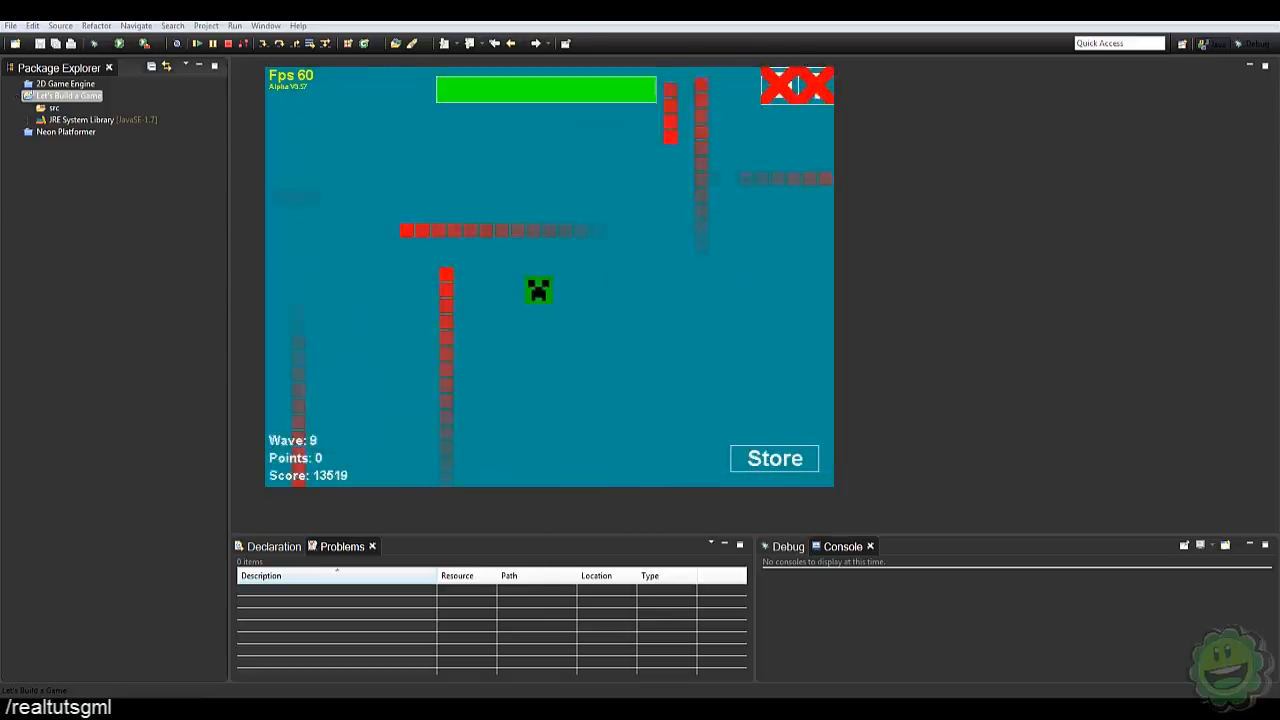 File Edit Source Refactor Navigate Search Project Run Window Help
Quick Access
Debug
Package Explorer
2D Game Engine
Let's Build a Game
src
JRE System Library [JavaSE-1.7]
Neon Platformer
Fps 60
Alpha V3.57
Wave: 9
Points: 0
Score: 13519
Store
Declaration Problems
0 items
Description Resource Path Location Type
Debug Console
No consoles to display at this time.
Let's Build a Game
/realtutsgml